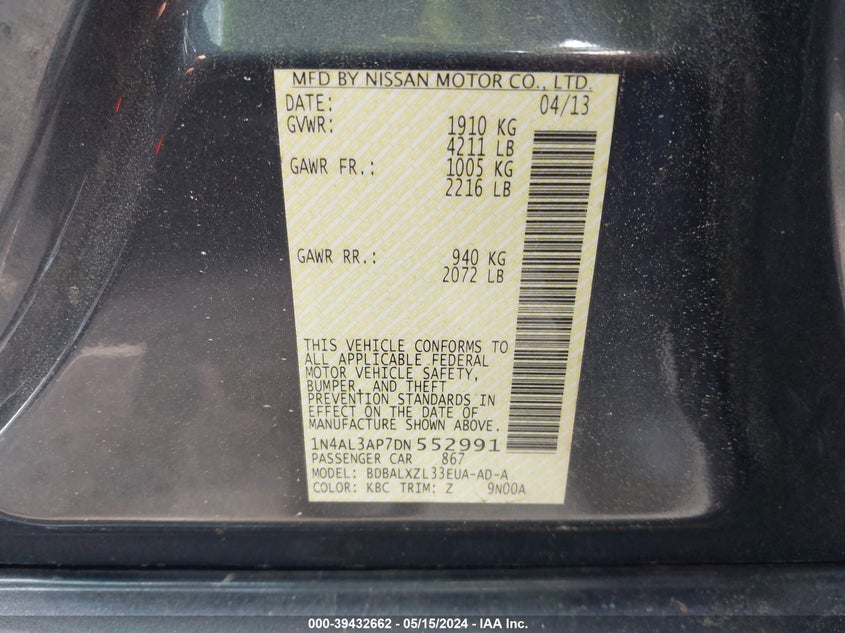 MFD BY NISSAN MOTOR CO., LTD.
DATE: 04/13
GVWR: 1910 KG
4211 LB
GAWR FR.: 1005 KG
2216 LB
GAWR RR.: 940 KG
2072 LB
THIS VEHICLE CONFORMS TO
ALL APPLICABLE FEDERAL
MOTOR VEHICLE SAFETY,
BUMPER, AND THEFT
PREVENTION STANDARDS IN
EFFECT ON THE DATE OF
MANUFACTURE SHOWN ABOVE.
1N4AL3AP7DN 552991
PASSENGER CAR 867
MODEL: BDBALXZL33EUA-AD-A
COLOR: KBC TRIM: Z 9N00A
000-39432662 - 05/15/2024 - IAA Inc.